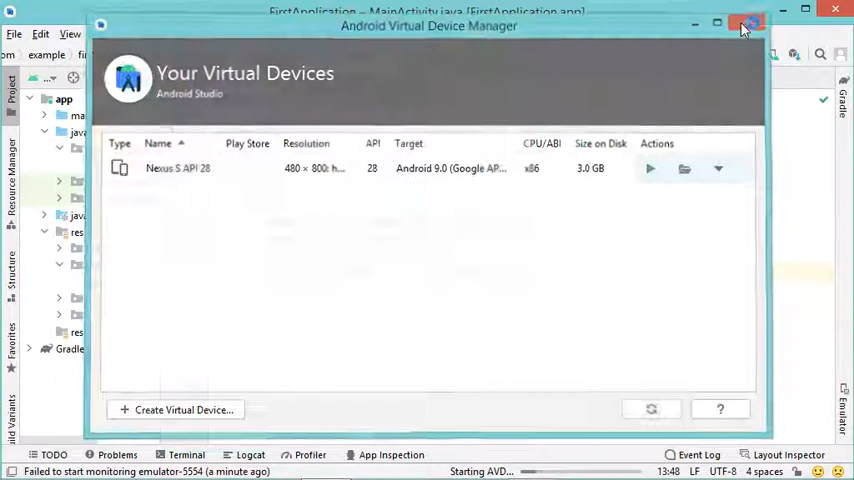 FirstApplication – MainActivity.java [FirstApplication.app]
Android Virtual Device Manager
File Edit View
example
Your Virtual Devices
Android Studio
Type Name Play Store Resolution API Target CPU/ABI Size on Disk Actions
Nexus S API 28 480 × 800: h... 28 Android 9.0 (Google AP... x86 3.0 GB
Project
Resource Manager
Structure
Favorites
app
res
res
Gradle
Gradle
Emulator
+ Create Virtual Device...
?
TODO Problems Terminal Logcat Profiler App Inspection Event Log Layout Inspector
Failed to start monitoring emulator-5554 (a minute ago) Starting AVD... 13:48 LF UTF-8 4 spaces